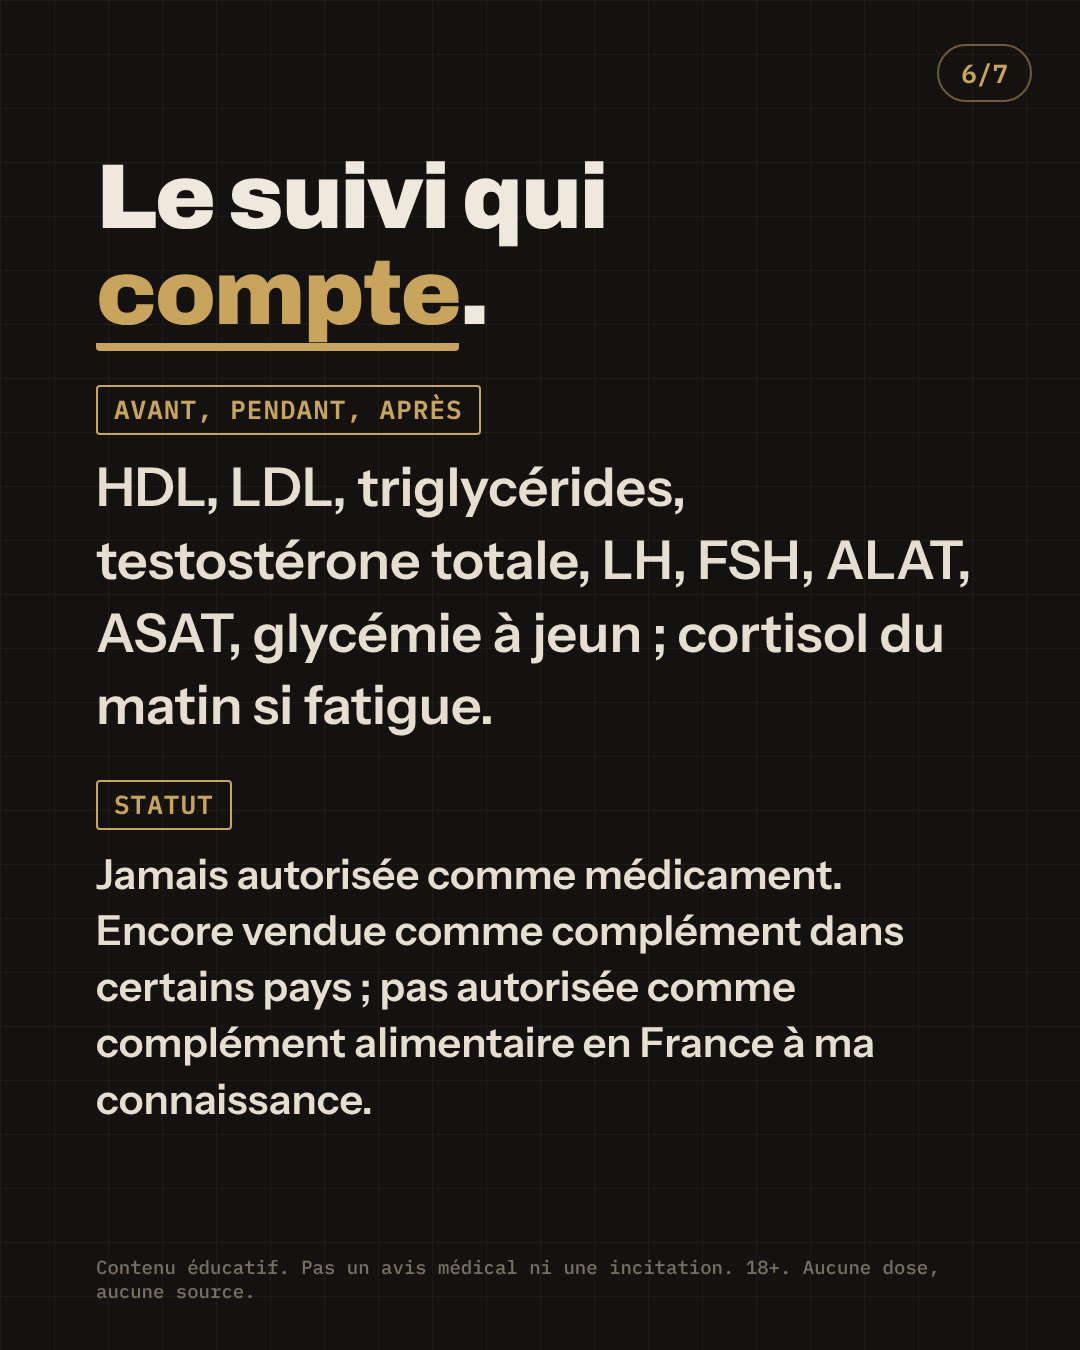 6/7
Le suivi qui
compte.
AVANT, PENDANT, APRÈS
HDL, LDL, triglycérides,
testostérone totale, LH, FSH, ALAT,
ASAT, glycémie à jeun ; cortisol du
matin si fatigue.
STATUT
Jamais autorisée comme médicament.
Encore vendue comme complément dans
certains pays ; pas autorisée comme
complément alimentaire en France à ma
connaissance.
Contenu éducatif. Pas un avis médical ni une incitation. 18+. Aucune dose,
aucune source.